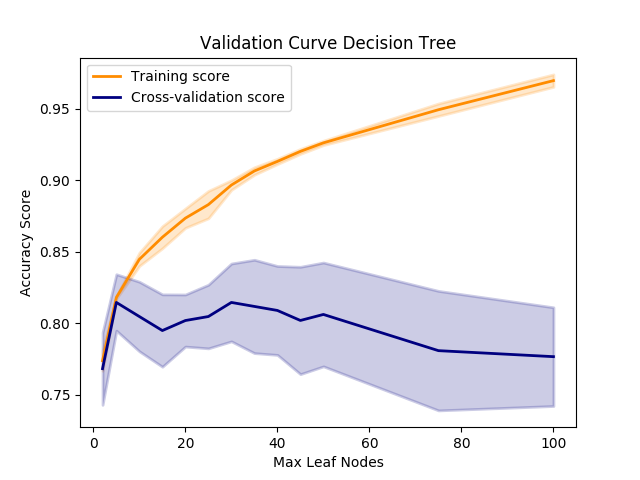 Validation Curve Decision Tree
Training score
Cross-validation score
0.95
0.90
0.85
0.80
0.75
Accuracy Score
0 20 40 60 80 100
Max Leaf Nodes